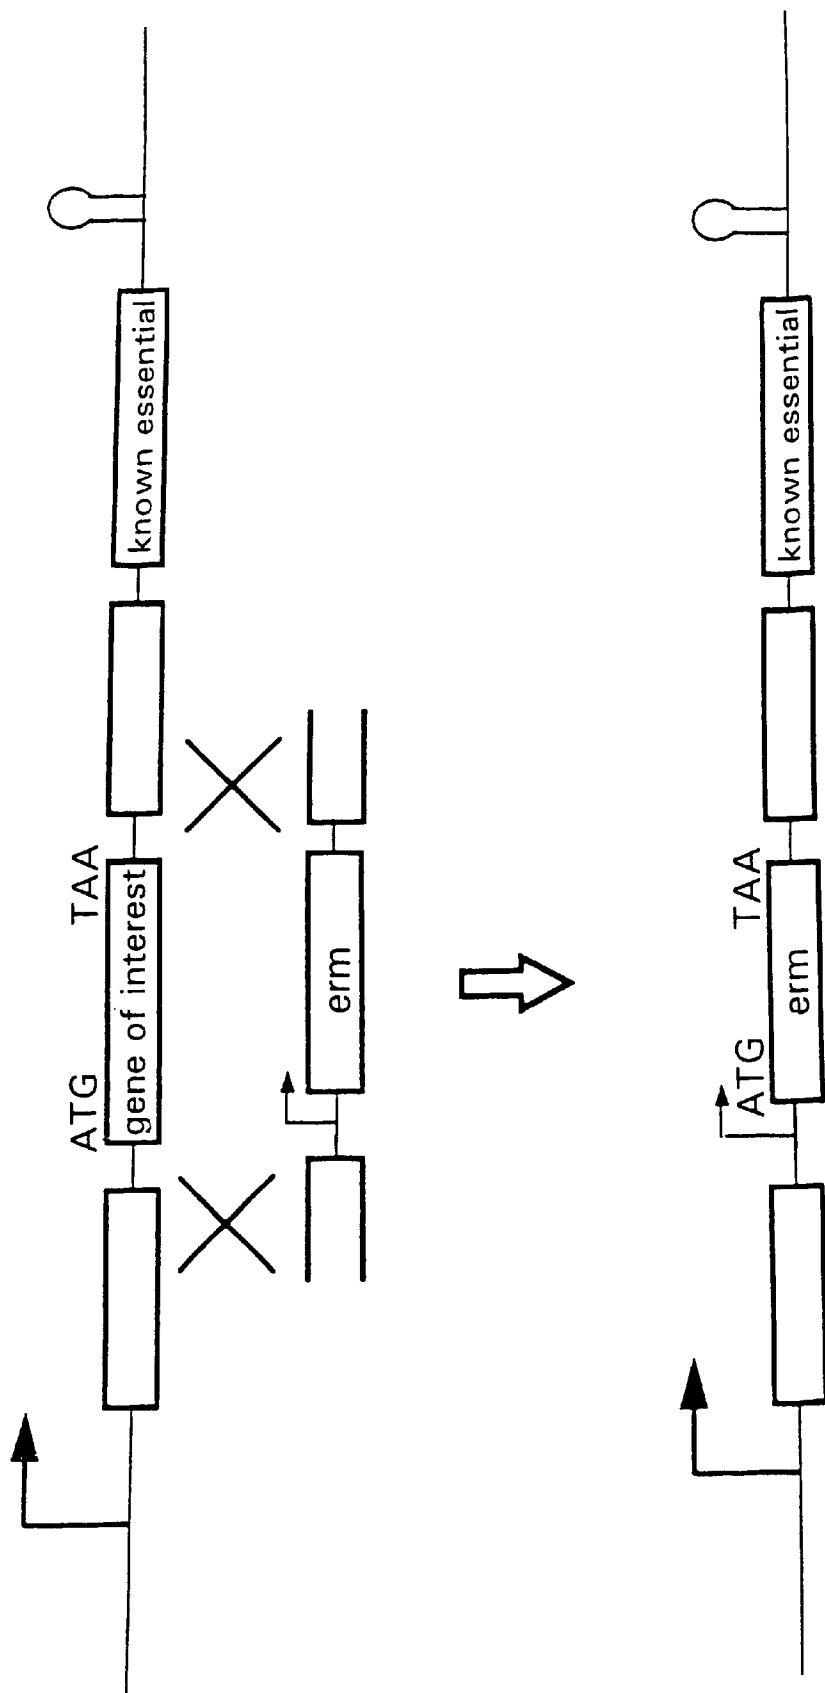 ATG TAA
gene of interest
known essential
erm
ATG TAA
erm
known essential